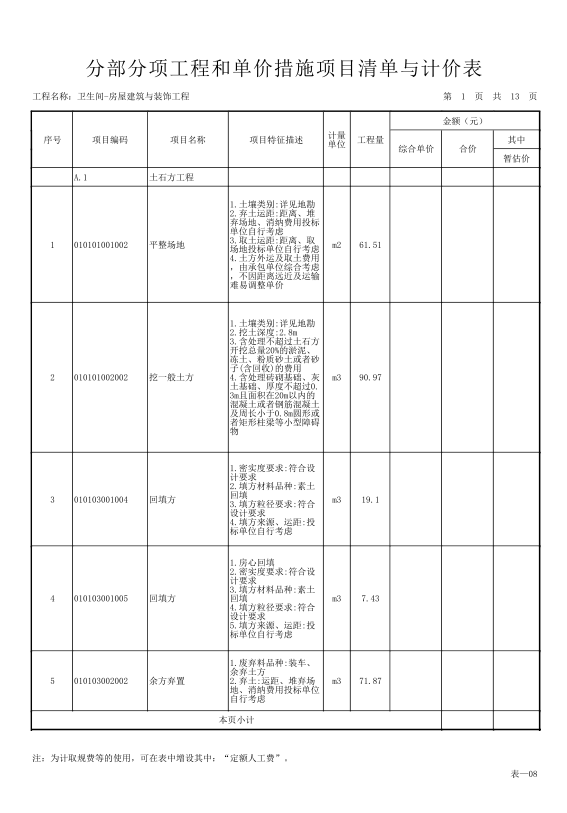 分部分项工程和单价措施项目清单与计价表
工程名称：卫生间-房屋建筑与装饰工程 第 1 页 共 13 页
序号 项目编码 项目名称 项目特征描述 计量单位 工程量 金额（元）
综合单价 合价 其中
暂估价
A.1 土石方工程
1 010101001002 平整场地 m2 61.51
1.土壤类别:详见地勘
2.弃土运距:距离、堆
弃场地、消纳费用投标
单位自行考虑
3.取土运距:距离、取
场地投标单位自行考虑
4.土方外运及取土费用
，由承包单位综合考虑
，不因距离远近及运输
难易调整单价
2 010101002002 挖一般土方 m3 90.97
1.土壤类别:详见地勘
2.挖土深度:2.8m
3.含处理不超过土石方
开挖总量20%的淤泥、
冻土、粉质砂土或者砂
子(含回收)的费用
4.含处理砖砌基础、灰
土基础、厚度不超过0.
3m且面积在20m以内的
混凝土或者钢筋混凝土
及周长小于0.8m圆形或
者矩形柱梁等小型障碍
物
3 010103001004 回填方 m3 19.1
1.密实度要求:符合设
计要求
2.填方材料品种:素土
回填
3.填方粒径要求:符合
设计要求
4.填方来源、运距:投
标单位自行考虑
4 010103001005 回填方 m3 7.43
1.房心回填
2.密实度要求:符合设
计要求
3.填方材料品种:素土
回填
4.填方粒径要求:符合
设计要求
5.填方来源、运距:投
标单位自行考虑
5 010103002002 余方弃置 m3 71.87
1.废弃料品种:装车、
余弃土方
2.弃土:运距、堆弃场
地、消纳费用投标单位
自行考虑
本页小计
注：为计取规费等的使用，可在表中增设其中：“定额人工费”。
表—08